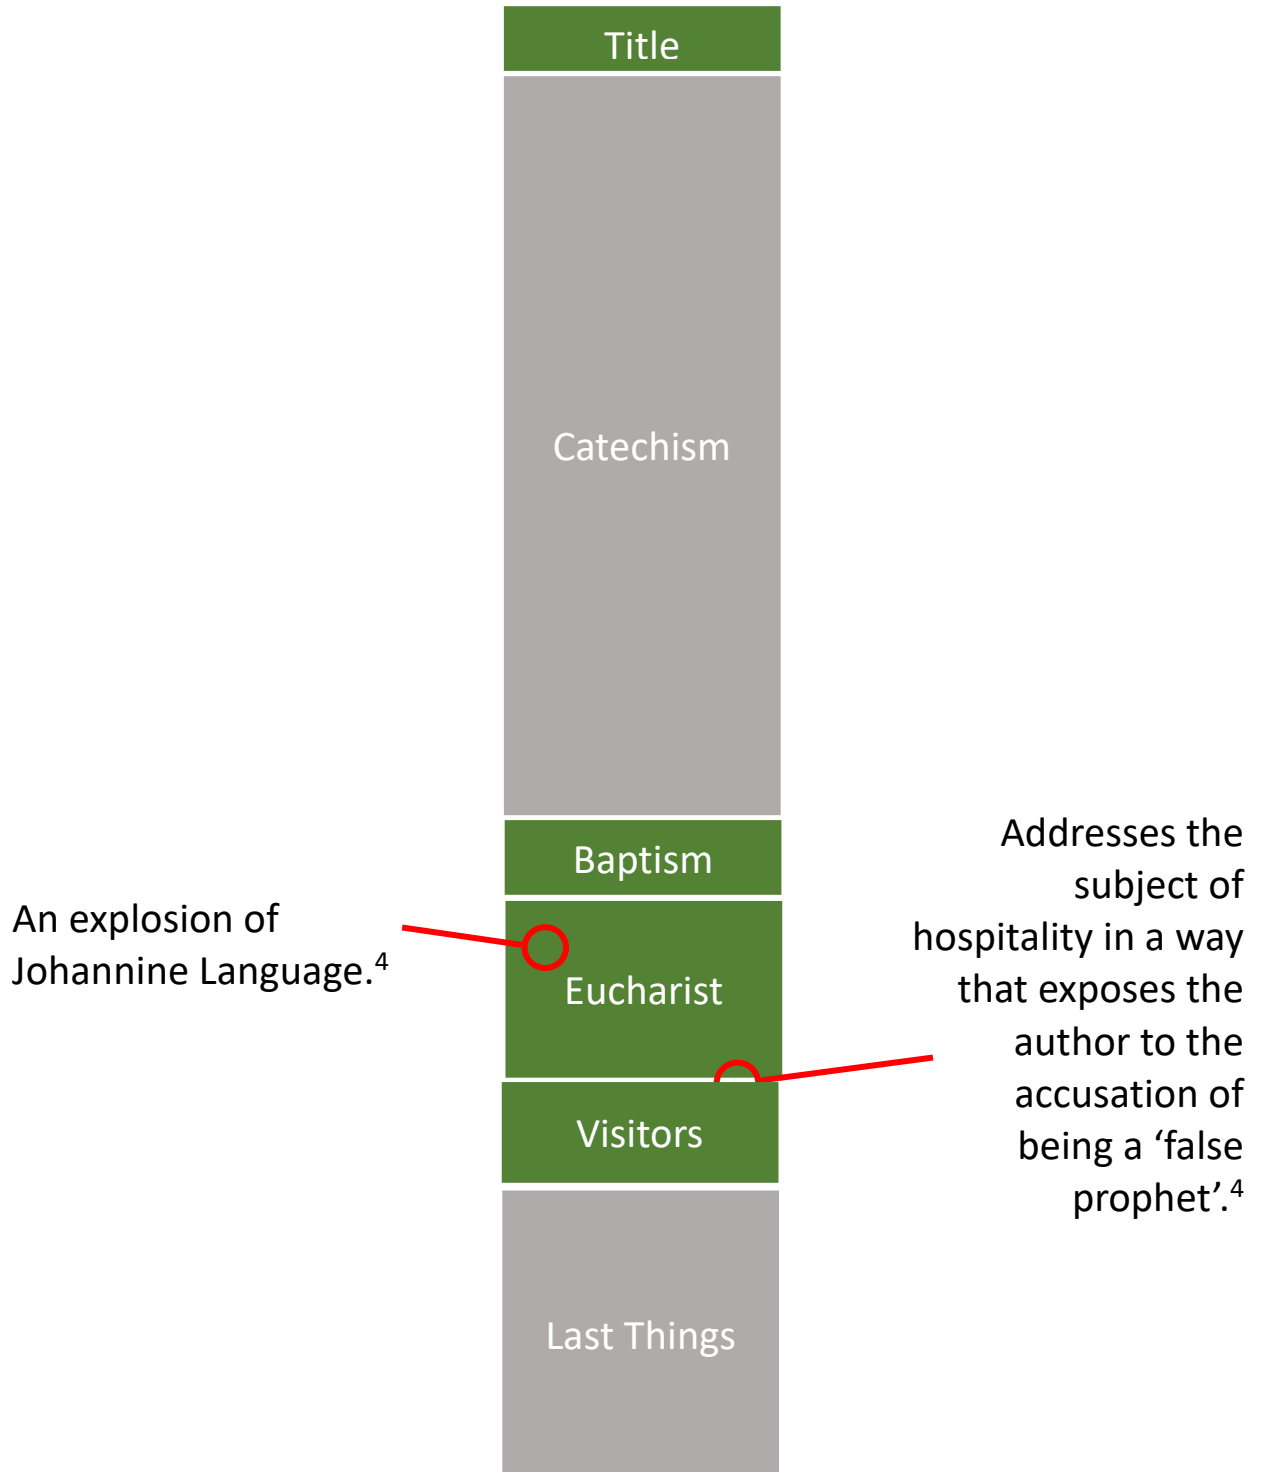 Title
Catechism
Baptism
An explosion of
Johannine Language.⁴
Eucharist
Addresses the
subject of
hospitality in a way
that exposes the
author to the
accusation of
being a ‘false
prophet’.⁴
Visitors
Last Things